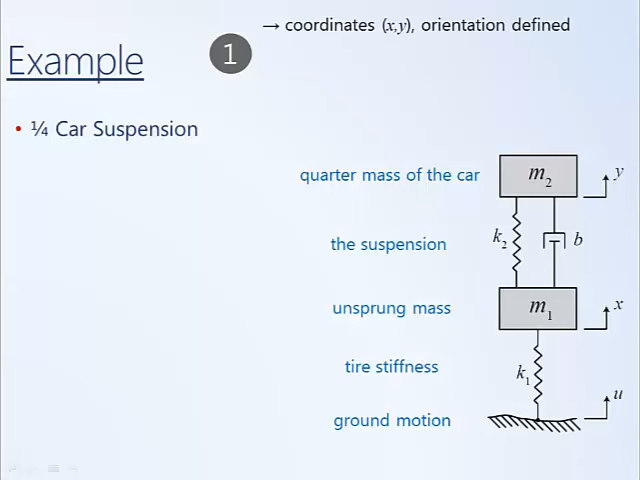 → coordinates (x,y), orientation defined
Example
1
• ¼ Car Suspension
quarter mass of the car
m₂
y
the suspension
k₂
b
unsprung mass
m₁
x
tire stiffness
k₁
ground motion
u